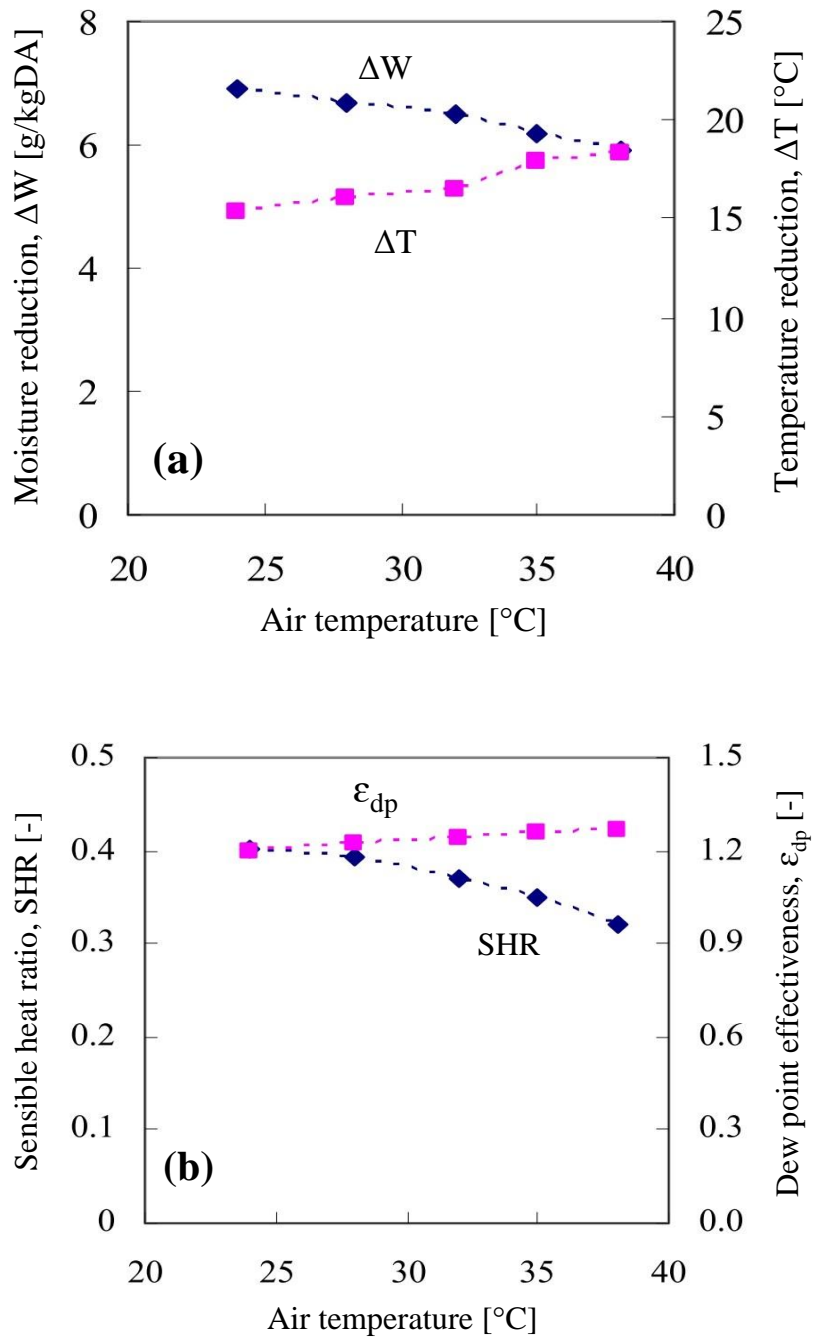 Moisture reduction, ΔW [g/kgDA]
8
6
4
2
0
ΔW
ΔT
(a)
25
20
15
10
5
0
Temperature reduction, ΔT [°C]
20 25 30 35 40
Air temperature [°C]
Sensible heat ratio, SHR [-]
0.5
0.4
0.3
0.2
0.1
0
εdp
SHR
(b)
1.5
1.2
0.9
0.6
0.3
0.0
Dew point effectiveness, εdp [-]
20 25 30 35 40
Air temperature [°C]